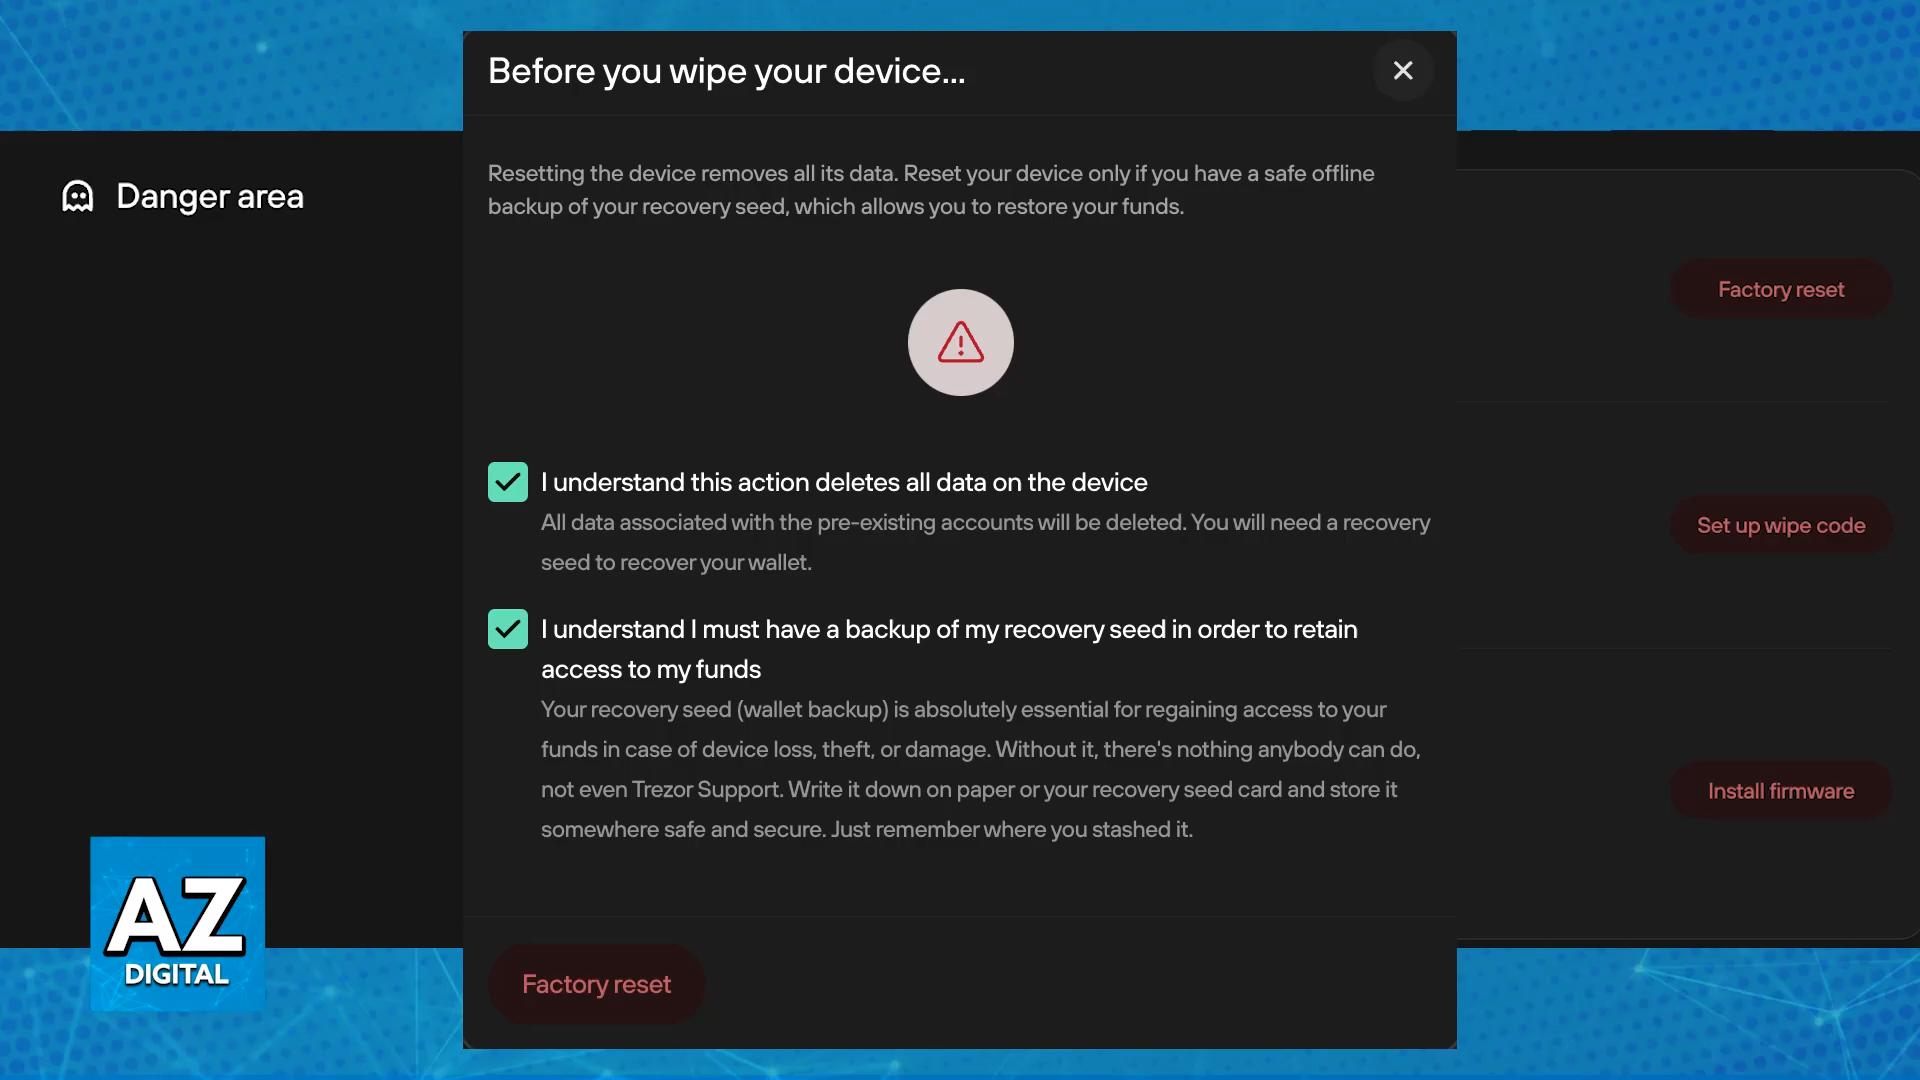 Before you wipe your device...
Danger area
Resetting the device removes all its data. Reset your device only if you have a safe offline
backup of your recovery seed, which allows you to restore your funds.
Factory reset
I understand this action deletes all data on the device
All data associated with the pre-existing accounts will be deleted. You will need a recovery
seed to recover your wallet.
Set up wipe code
I understand I must have a backup of my recovery seed in order to retain
access to my funds
Your recovery seed (wallet backup) is absolutely essential for regaining access to your
funds in case of device loss, theft, or damage. Without it, there's nothing anybody can do,
not even Trezor Support. Write it down on paper or your recovery seed card and store it
somewhere safe and secure. Just remember where you stashed it.
Install firmware
AZ
DIGITAL
Factory reset